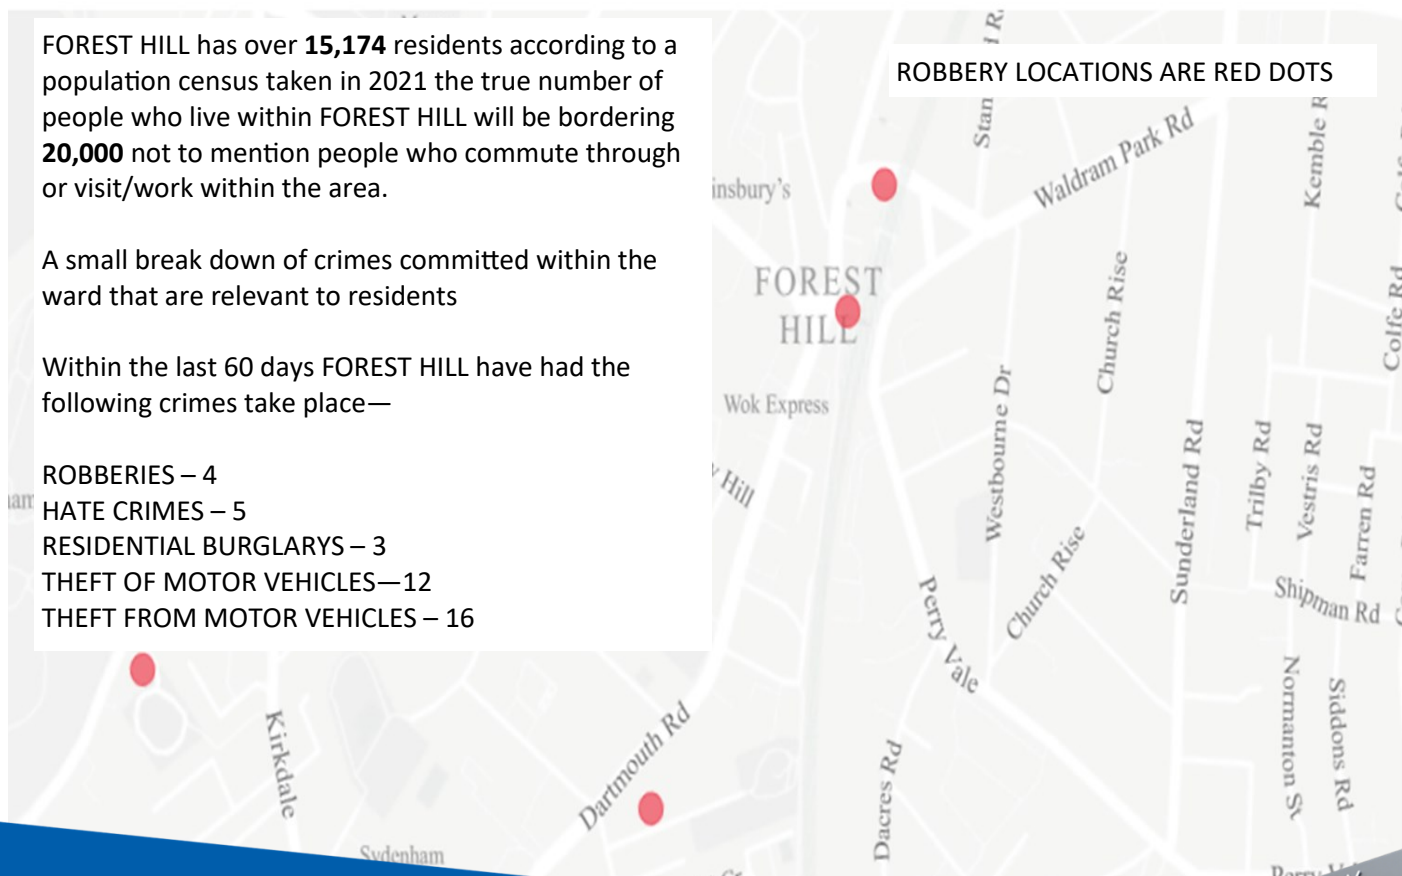 FOREST HILL has over 15,174 residents according to a
population census taken in 2021 the true number of
people who live within FOREST HILL will be bordering
20,000 not to mention people who commute through
or visit/work within the area.
A small break down of crimes committed within the
ward that are relevant to residents
Within the last 60 days FOREST HILL have had the
following crimes take place—
ROBBERIES – 4
HATE CRIMES – 5
RESIDENTIAL BURGLARYS – 3
THEFT OF MOTOR VEHICLES—12
THEFT FROM MOTOR VEHICLES – 16
ROBBERY LOCATIONS ARE RED DOTS
Stan
Waldram Park Rd
Kemble R
insbury's
FOREST
HILL
Church Rise
Colfe Rd
Wok Express
Hill
Westbourne Dr
Sunderland Rd
Trilby Rd
Vestris Rd
Farren Rd
Church Rise
Shipman Rd
Perry Vale
Kirkdale
Dartmouth Rd
Dacres Rd
Normanton St
Siddons Rd
Sydenham